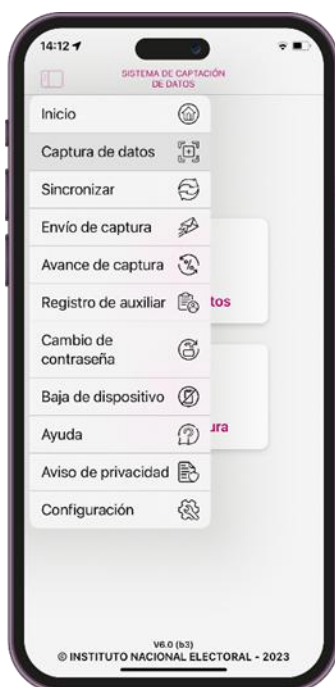 14:12
SISTEMA DE CAPTACIÓN
DE DATOS
Inicio
Captura de datos
Sincronizar
Envío de captura
Avance de captura
Registro de auxiliar
tos
Cambio de
contraseña
Baja de dispositivo
Ayuda
ura
Aviso de privacidad
Configuración
V6.0 (b3)
© INSTITUTO NACIONAL ELECTORAL - 2023